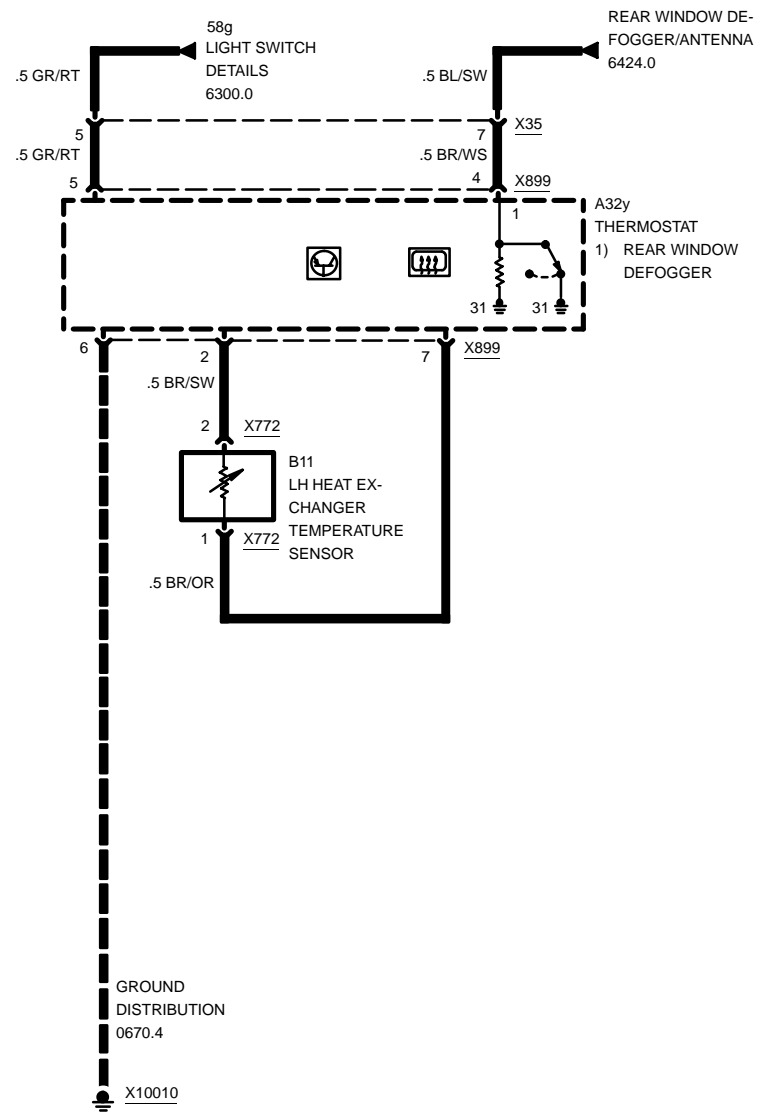 58g
LIGHT SWITCH
DETAILS
6300.0
REAR WINDOW DE-
FOGGER/ANTENNA
6424.0
.5 GR/RT
.5 BL/SW
5
7
X35
.5 GR/RT
.5 BR/WS
5
4
X899
1
A32y
THERMOSTAT
1) REAR WINDOW
DEFOGGER
31
31
6
2
7
X899
.5 BR/SW
2
X772
B11
LH HEAT EX-
CHANGER
TEMPERATURE
SENSOR
1
X772
.5 BR/OR
GROUND
DISTRIBUTION
0670.4
X10010